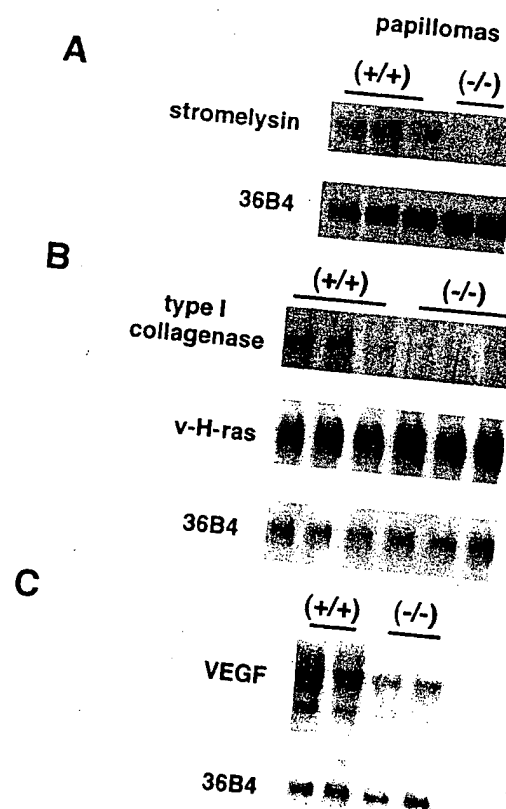 papillomas
A
(+/+) (-/-)
stromelysin
36B4
B
(+/+) (-/-)
type I
collagenase
v-H-ras
36B4
C
(+/+) (-/-)
VEGF
36B4